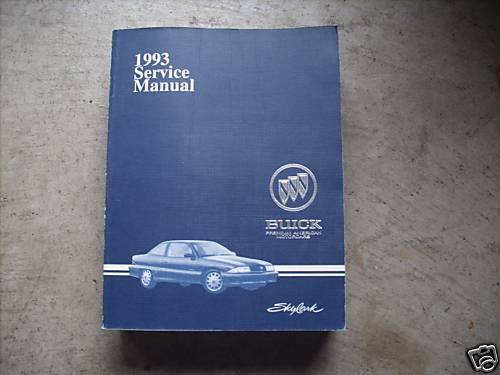 1993
Service
Manual
BUICK
PREMIUM AMERICAN
MOTORCARS
Skylark